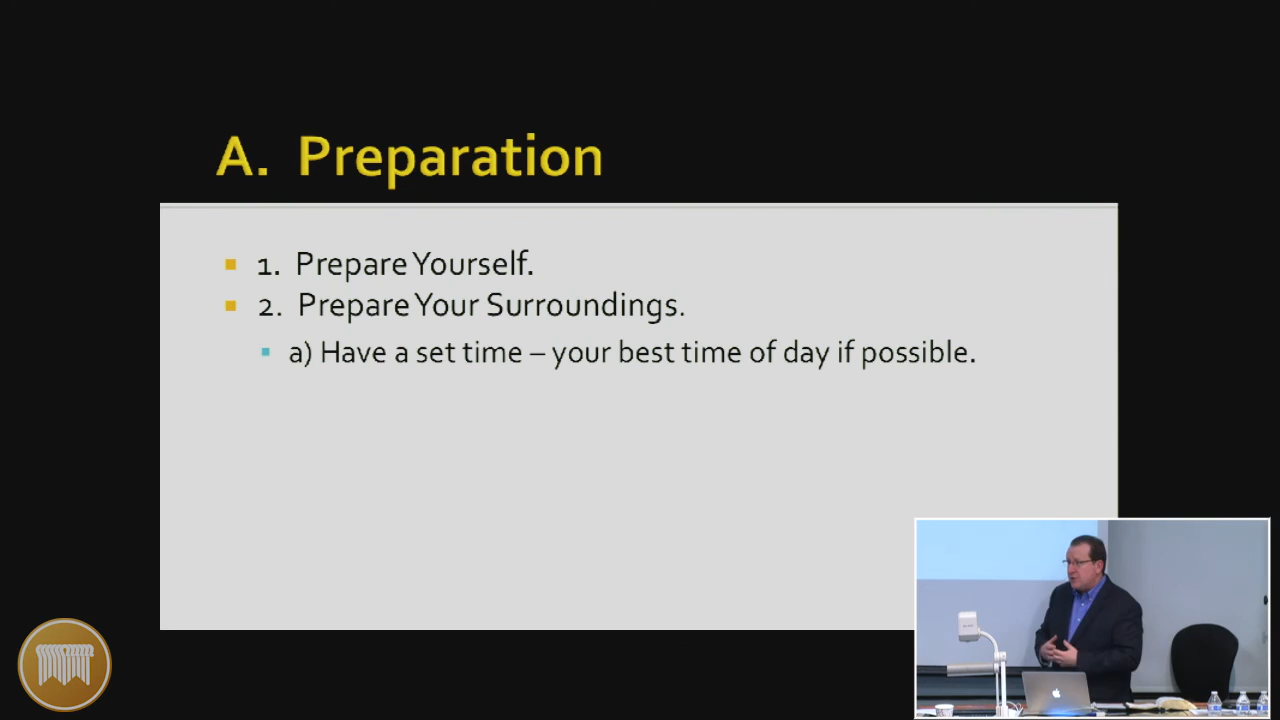 A. Preparation
1. Prepare Yourself.
2. Prepare Your Surroundings.
a) Have a set time – your best time of day if possible.